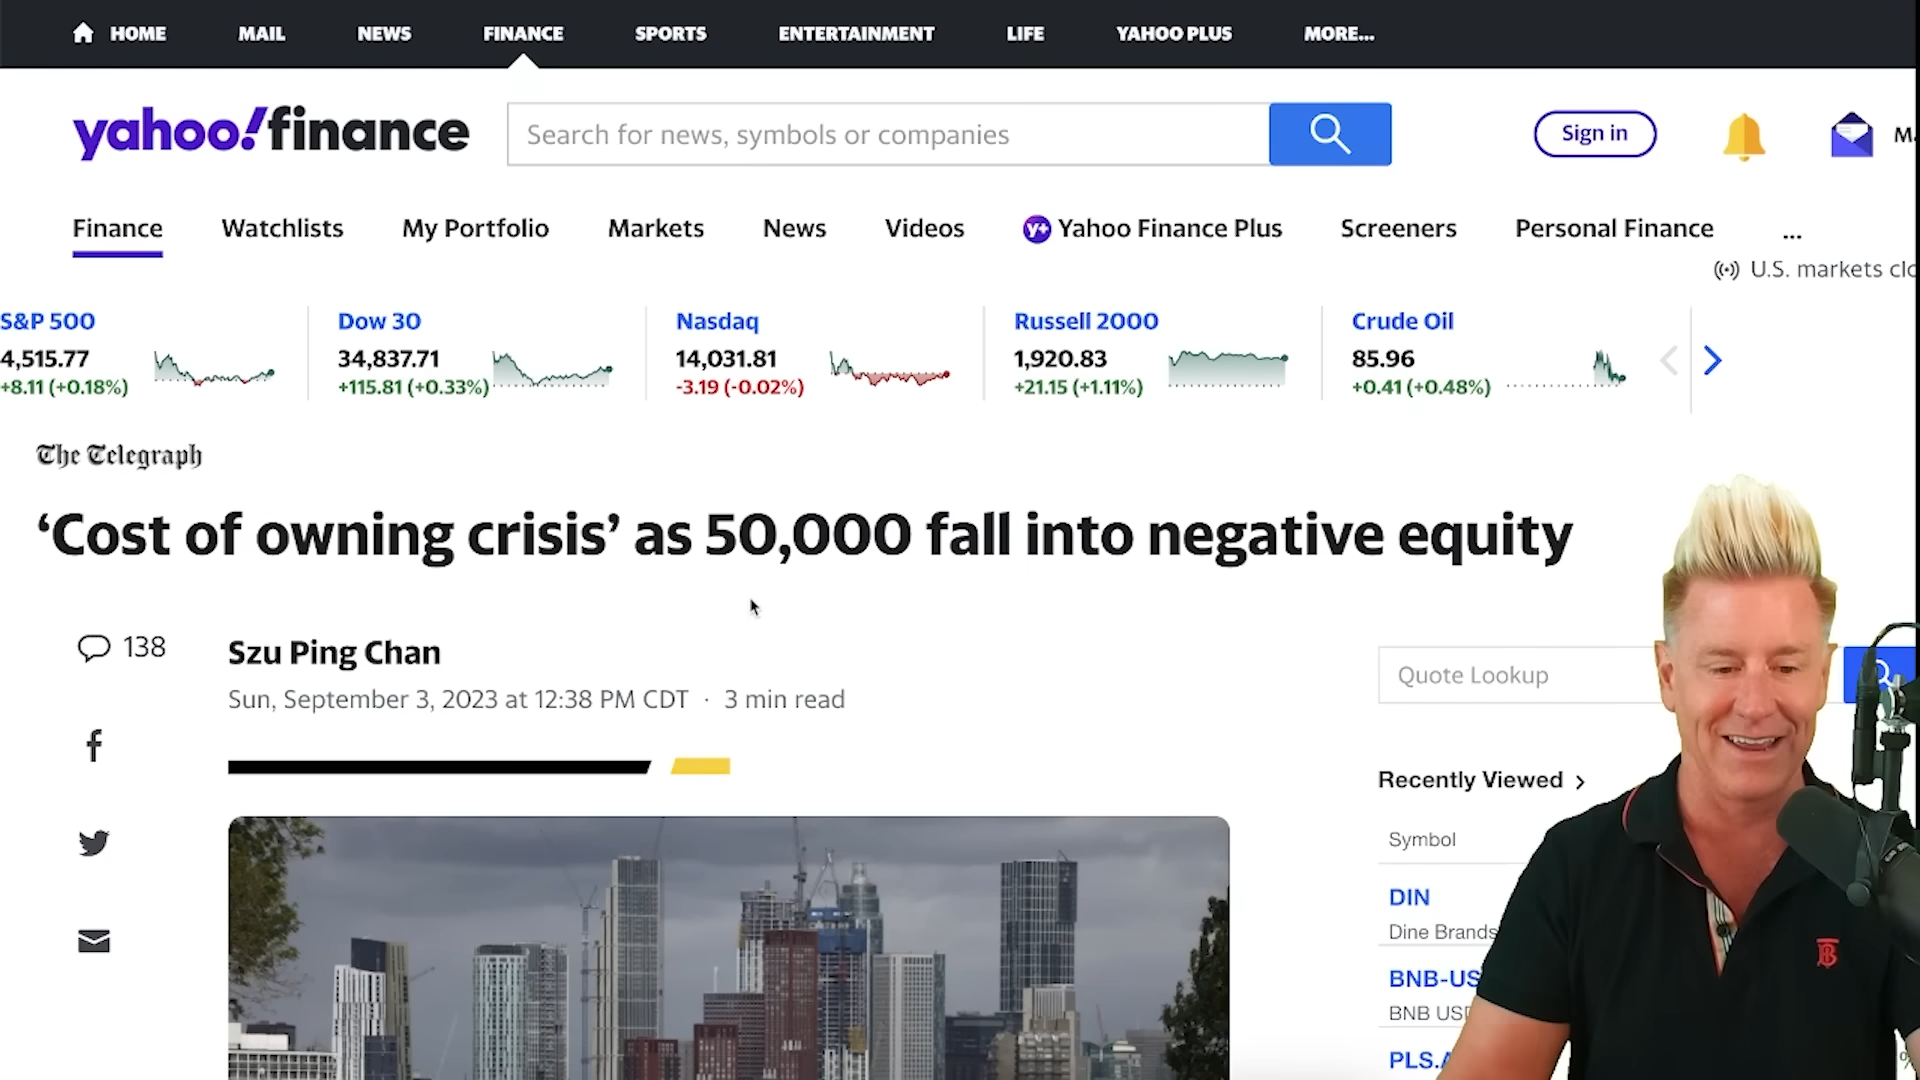 HOME MAIL NEWS FINANCE SPORTS ENTERTAINMENT LIFE YAHOO PLUS MORE...
yahoo!finance
Search for news, symbols or companies
Sign in
Finance Watchlists My Portfolio Markets News Videos y+ Yahoo Finance Plus Screeners Personal Finance ...
U.S. markets clo
S&P 500 Dow 30 Nasdaq Russell 2000 Crude Oil
4,515.77 34,837.71 14,031.81 1,920.83 85.96
+8.11 (+0.18%) +115.81 (+0.33%) -3.19 (-0.02%) +21.15 (+1.11%) +0.41 (+0.48%)
The Telegraph
‘Cost of owning crisis’ as 50,000 fall into negative equity
138
Szu Ping Chan
Sun, September 3, 2023 at 12:38 PM CDT · 3 min read
Quote Lookup
Recently Viewed >
Symbol
DIN
Dine Brands
BNB-US
BNB USD
PLS.A